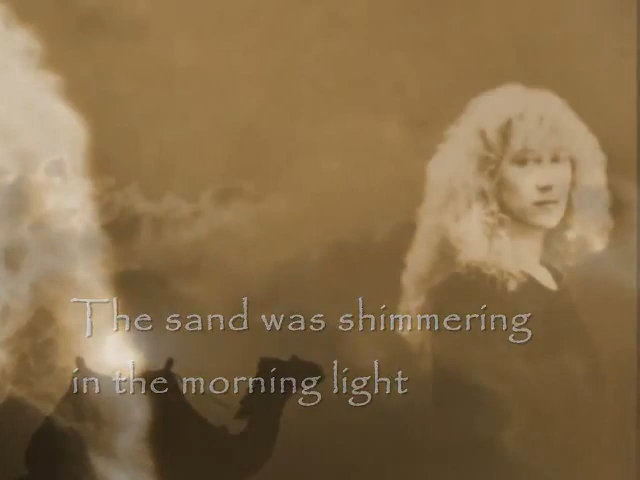 The sand was shimmering
in the morning light